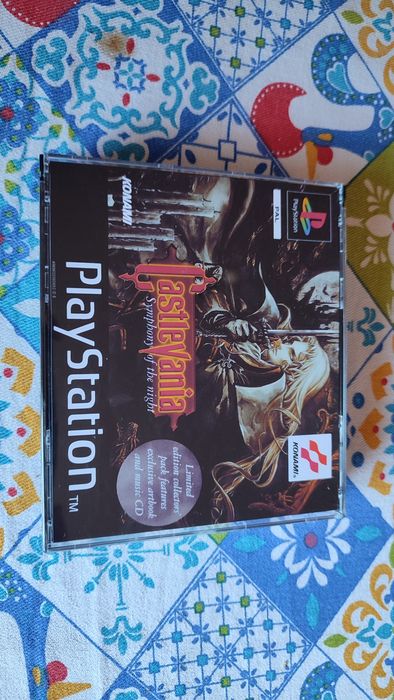 PlayStation
PAL
KONAMI
Castlevania
Symphony of the night
KONAMI
Limited
edition collectors
pack features
exclusive artbook
and music CD
PlayStation™